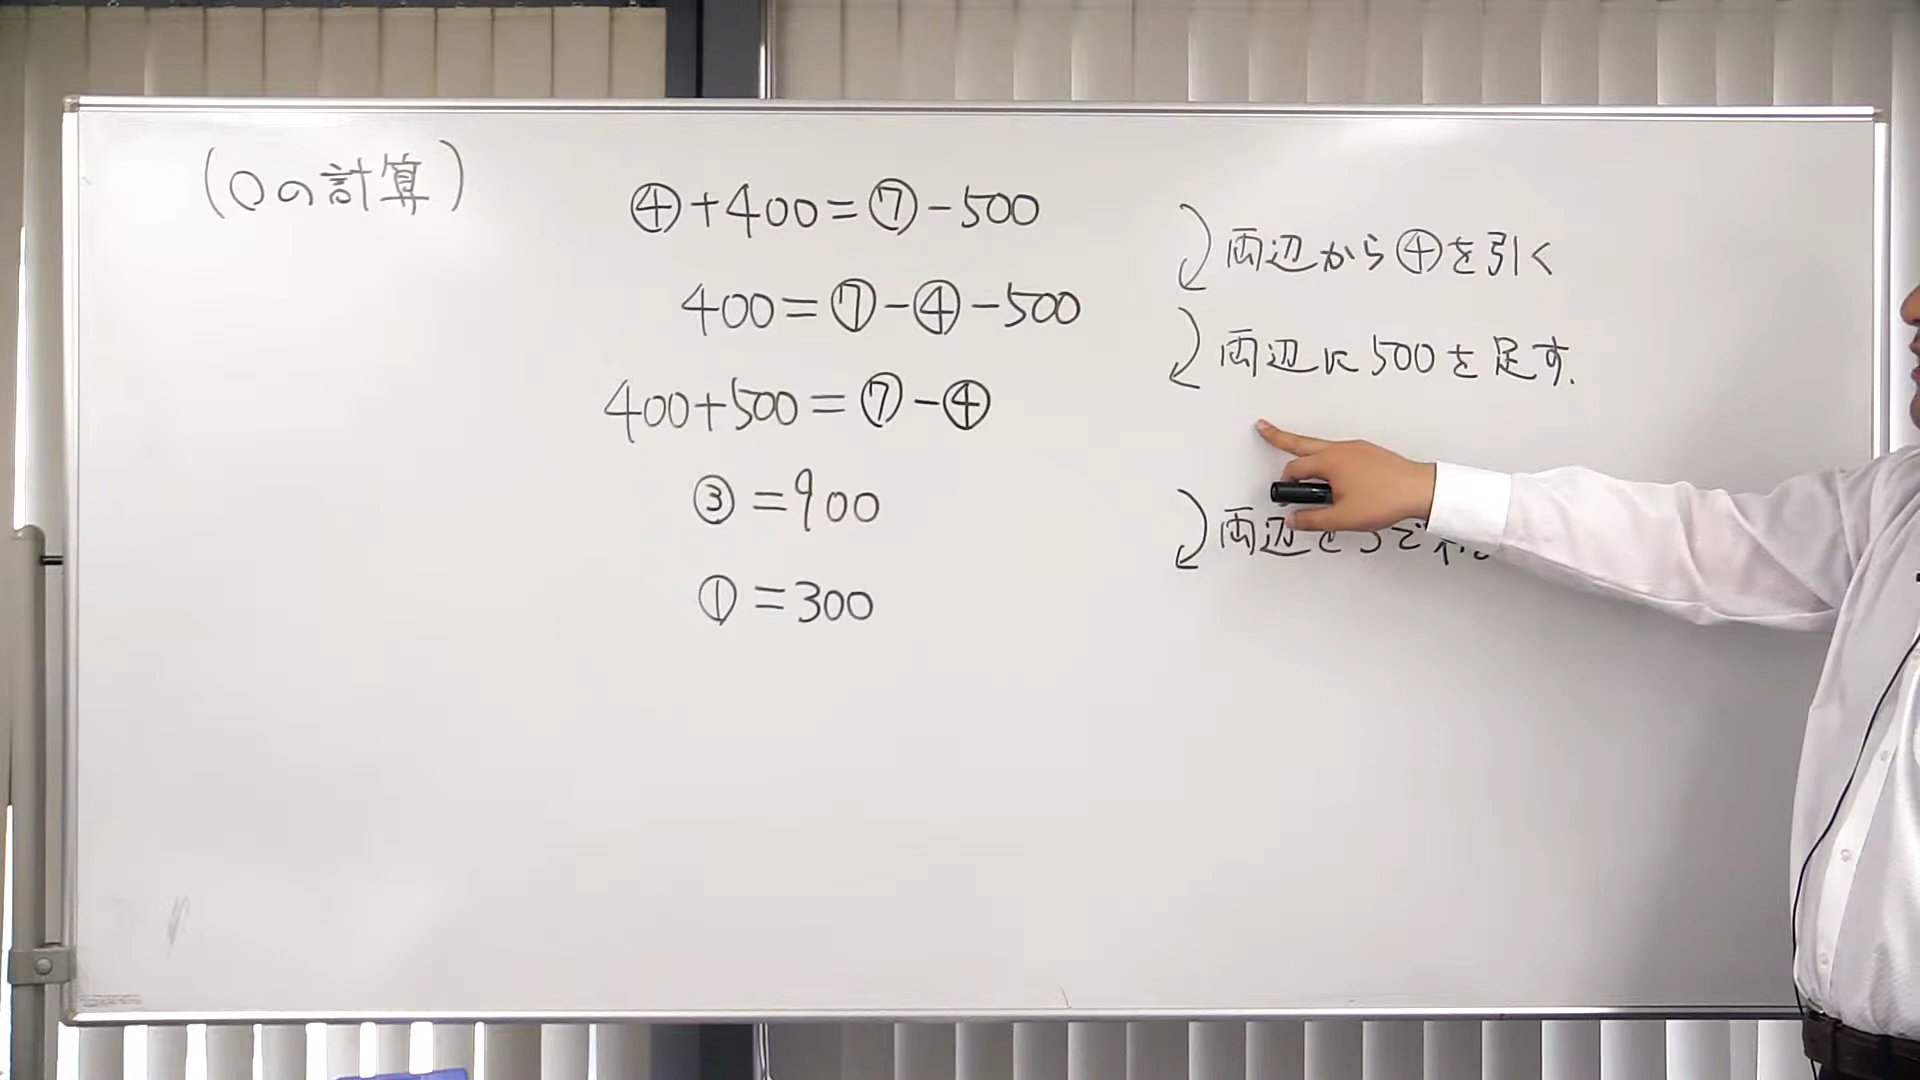 (○の計算)
④+400=⑦-500
両辺から④を引く
400=⑦-④-500
両辺に500を足す.
400+500=⑦-④
③=900
両辺
①=300